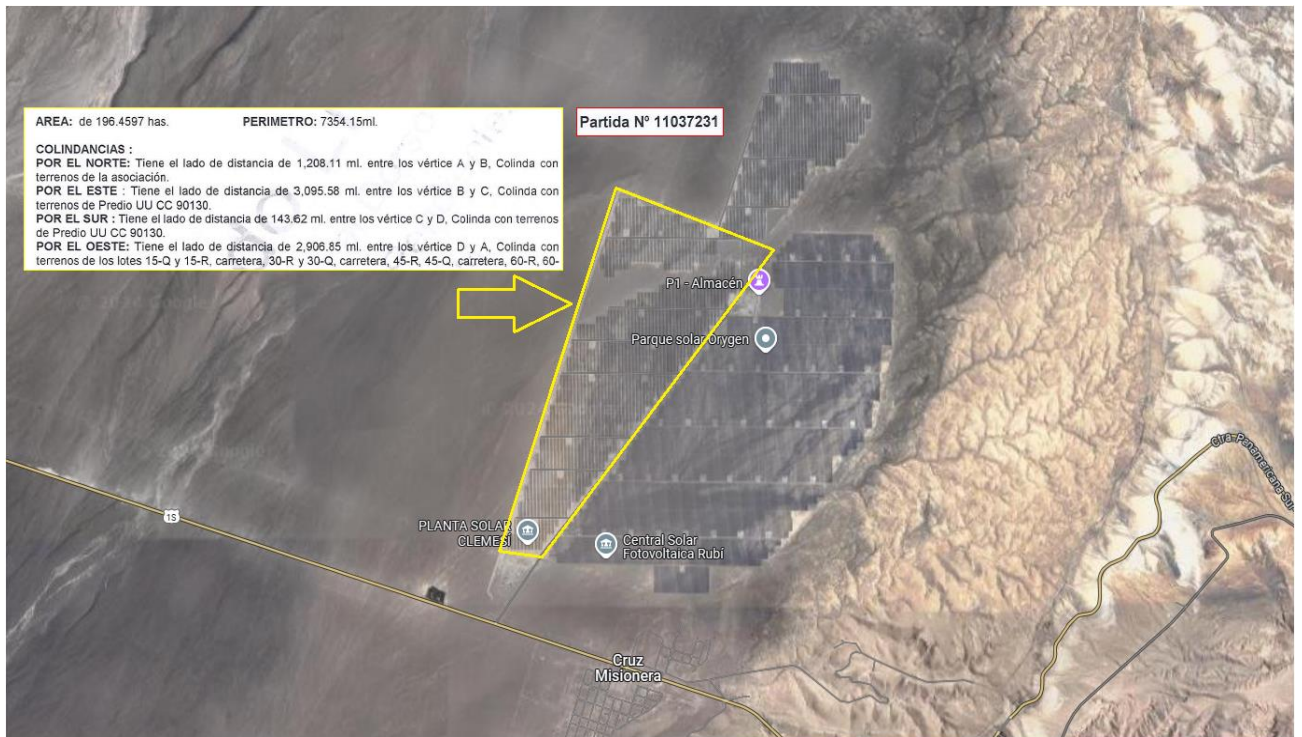 AREA: de 196.4597 has. PERIMETRO: 7354.15ml.
COLINDANCIAS :
POR EL NORTE: Tiene el lado de distancia de 1,208.11 ml. entre los vértice A y B, Colinda con
terrenos de la asociación.
POR EL ESTE : Tiene el lado de distancia de 3,095.58 ml. entre los vértice B y C, Colinda con
terrenos de Predio UU CC 90130.
POR EL SUR : Tiene el lado de distancia de 143.62 ml. entre los vértice C y D, Colinda con terrenos
de Predio UU CC 90130.
POR EL OESTE: Tiene el lado de distancia de 2,906.85 ml. entre los vértice D y A, Colinda con
terrenos de los lotes 15-Q y 15-R, carretera, 30-R y 30-Q, carretera, 45-R, 45-Q, carretera, 60-R, 60-
Partida Nº 11037231
P1 - Almacén
Parque solar Orygen
PLANTA SOLAR
CLEMESÍ
Central Solar
Fotovoltaica Rubí
1S
Ctra. Panamericana Sur
Cruz
Misionera